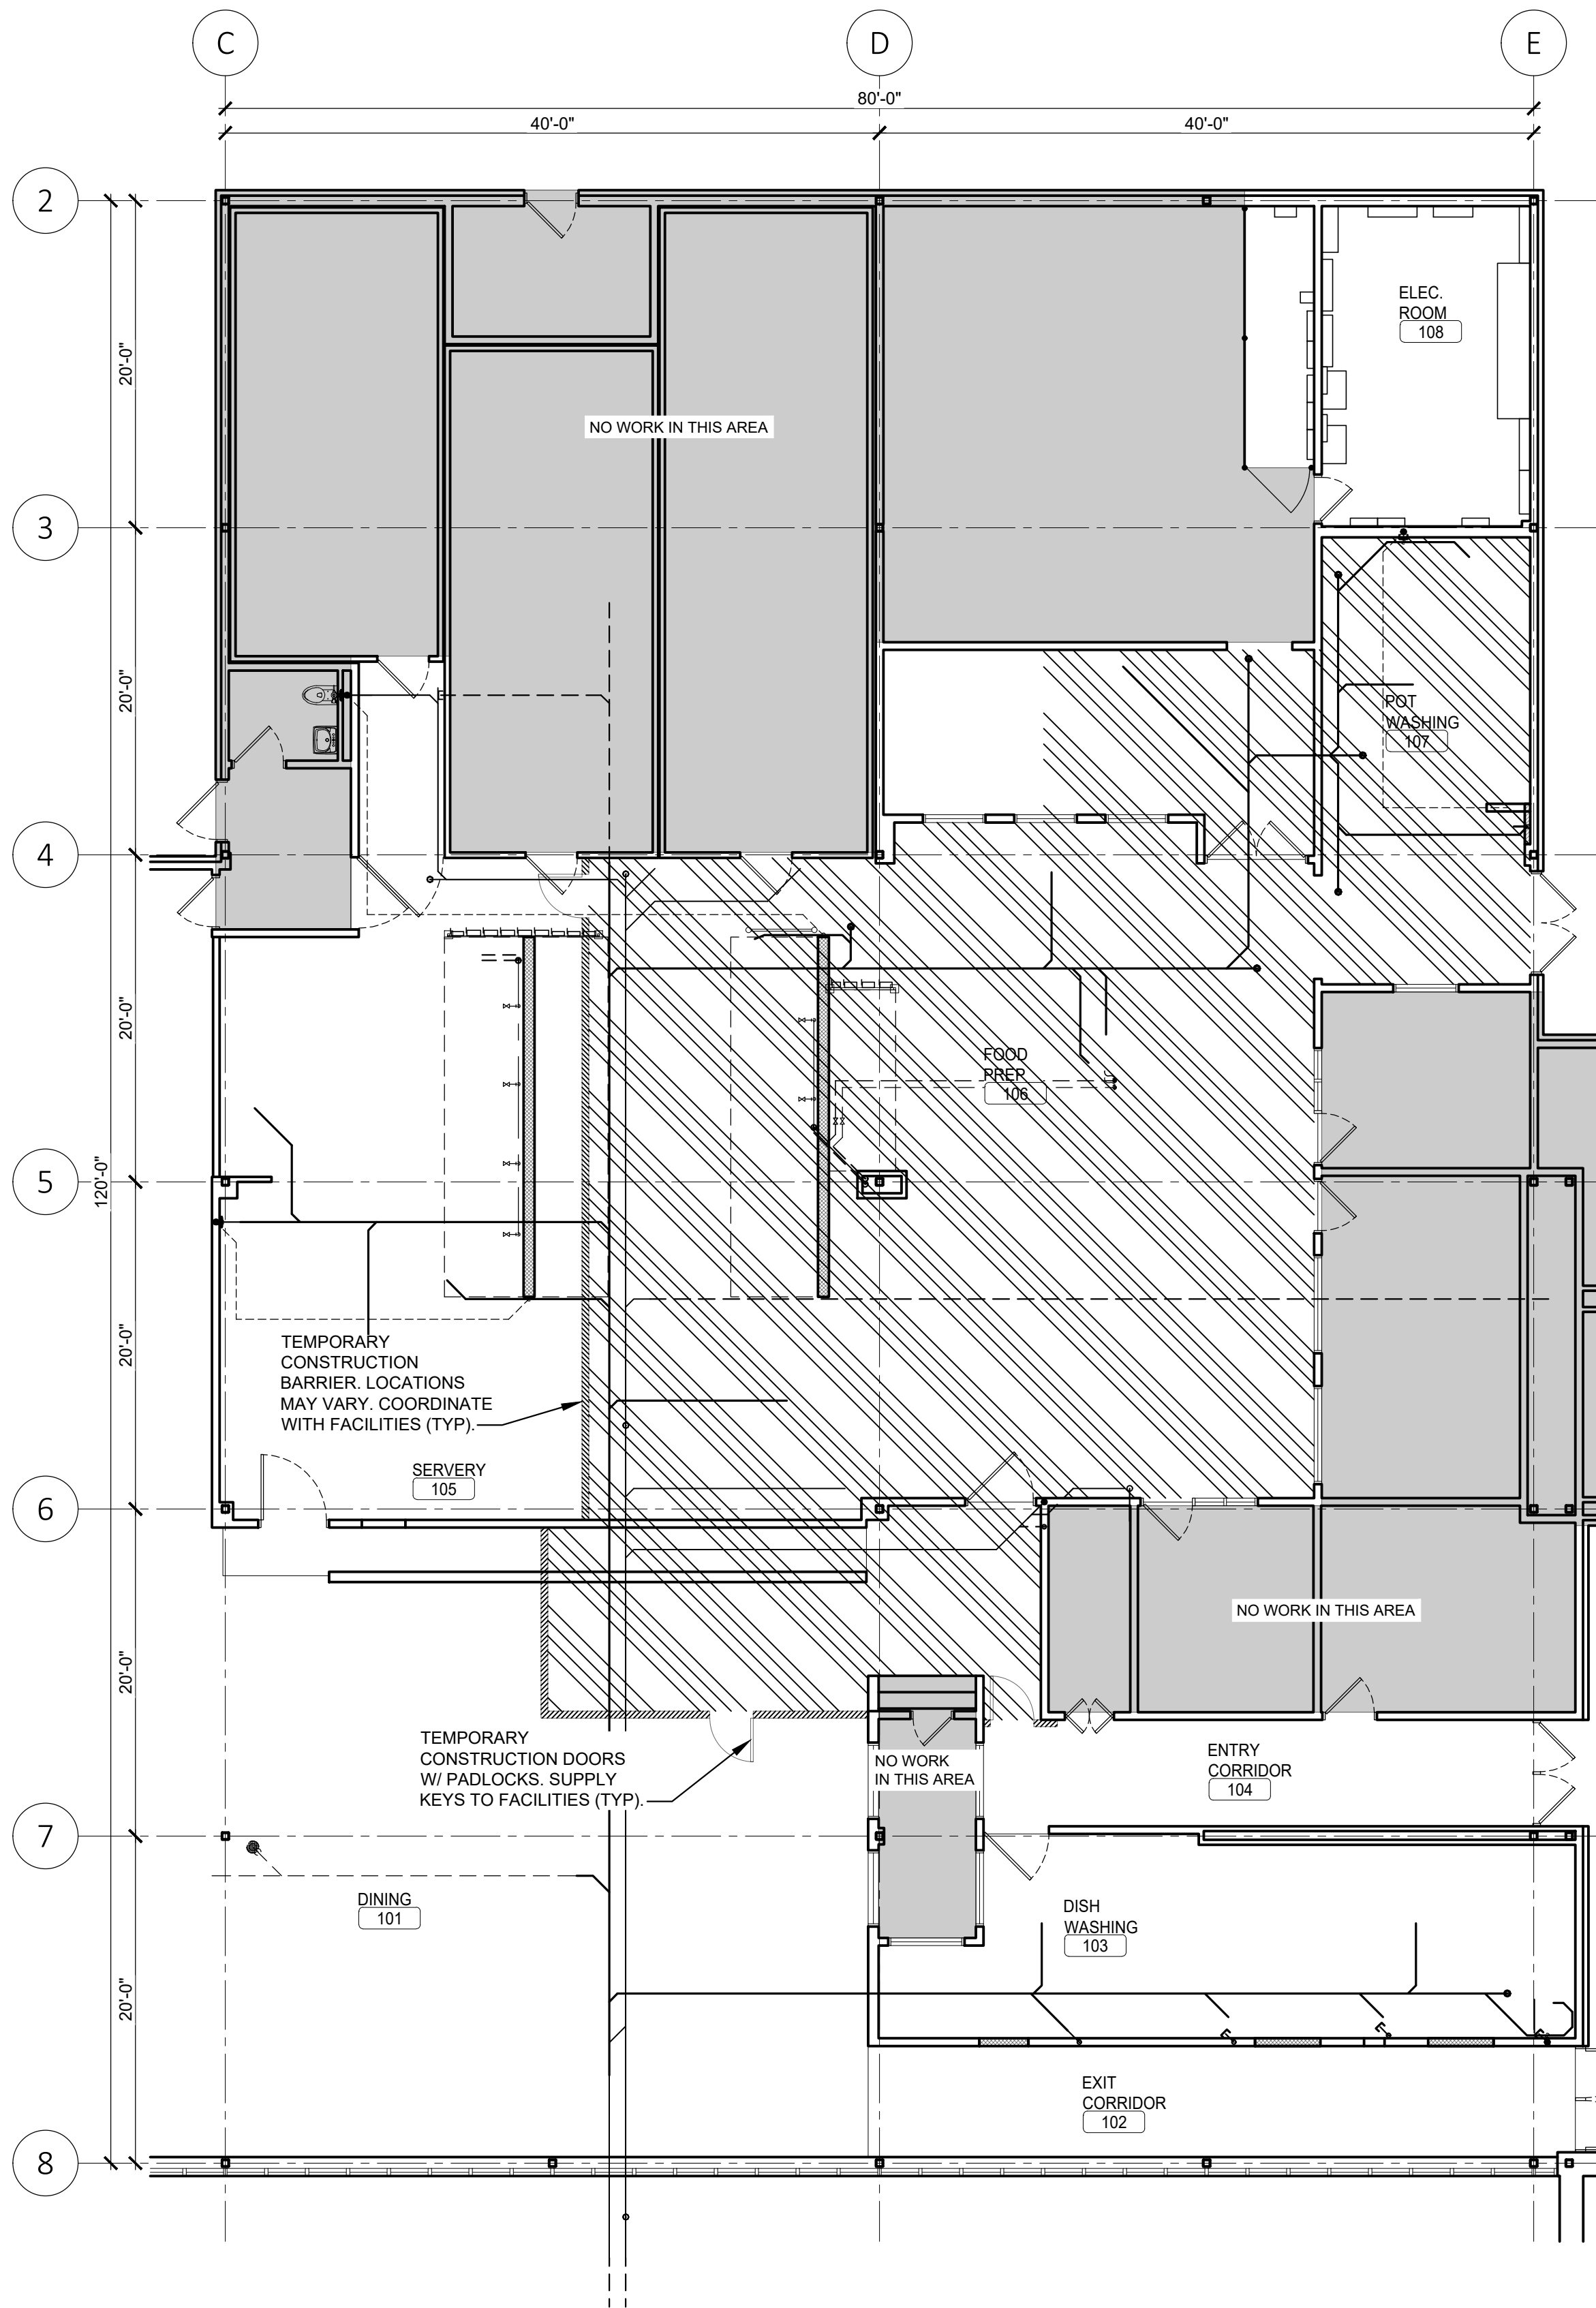 C
D
E
80'-0"
40'-0"
40'-0"
2
3
4
5
6
7
8
20'-0"
20'-0"
20'-0"
120'-0"
20'-0"
20'-0"
20'-0"
ELEC.
ROOM
108
NO WORK IN THIS AREA
POT
WASHING
107
FOOD
PREP
106
TEMPORARY
CONSTRUCTION
BARRIER. LOCATIONS
MAY VARY. COORDINATE
WITH FACILITIES (TYP).
SERVERY
105
NO WORK IN THIS AREA
TEMPORARY
CONSTRUCTION DOORS
W/ PADLOCKS. SUPPLY
KEYS TO FACILITIES (TYP).
NO WORK
IN THIS AREA
ENTRY
CORRIDOR
104
DINING
101
DISH
WASHING
103
EXIT
CORRIDOR
102